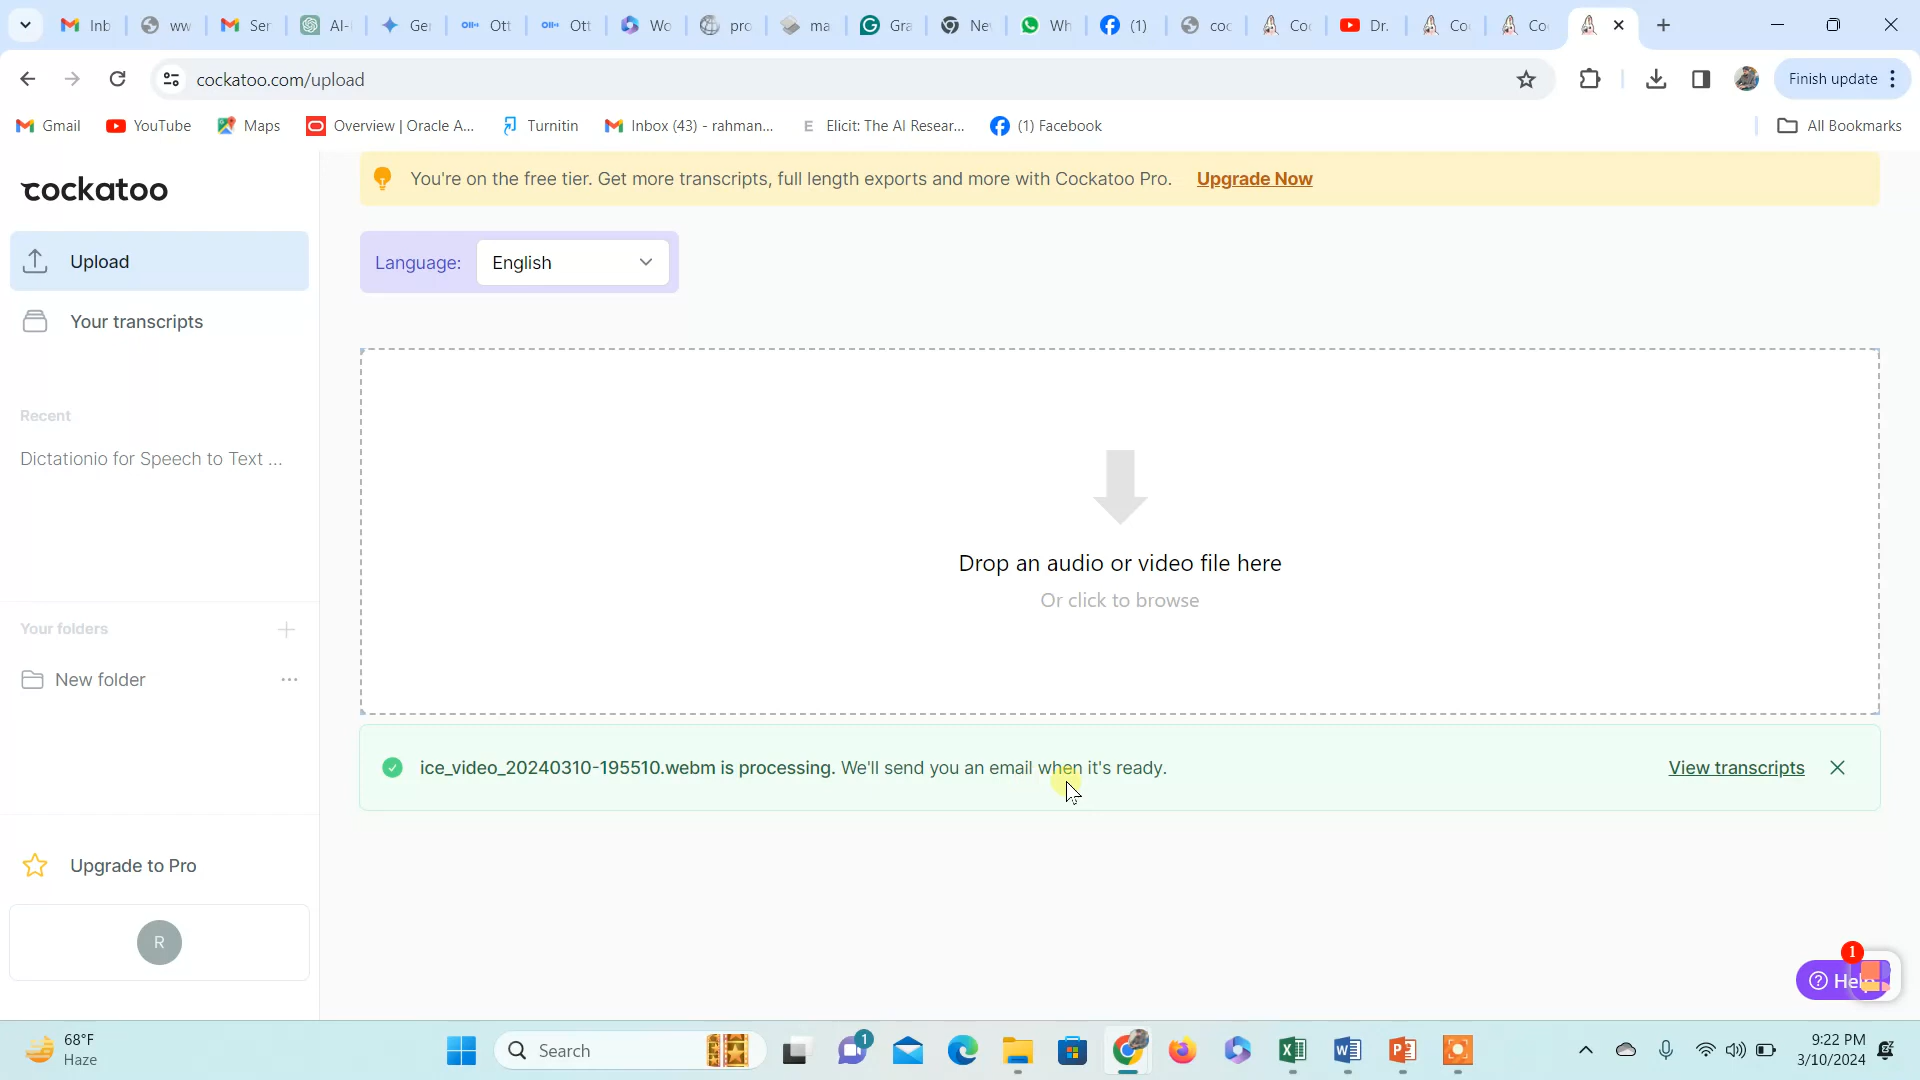 Inb
ww
Ser
AI-
Ge
Ott
Ott
Wo
pro
ma
Gra
Ne
Wh
(1)
coc
Co
Dr.
Co
Co
cockatoo.com/upload
Finish update
Gmail
YouTube
Maps
Overview | Oracle A...
Turnitin
Inbox (43) - rahman...
E Elicit: The AI Resear...
(1) Facebook
All Bookmarks
cockatoo
You're on the free tier. Get more transcripts, full length exports and more with Cockatoo Pro. Upgrade Now
Upload
Language: English
Your transcripts
Recent
Dictationio for Speech to Text ...
Drop an audio or video file here
Or click to browse
Your folders
New folder
ice_video_20240310-195510.webm is processing. We'll send you an email when it's ready. View transcripts
Upgrade to Pro
R
1
Help
68°F
Haze
Search
1
9:22 PM
3/10/2024